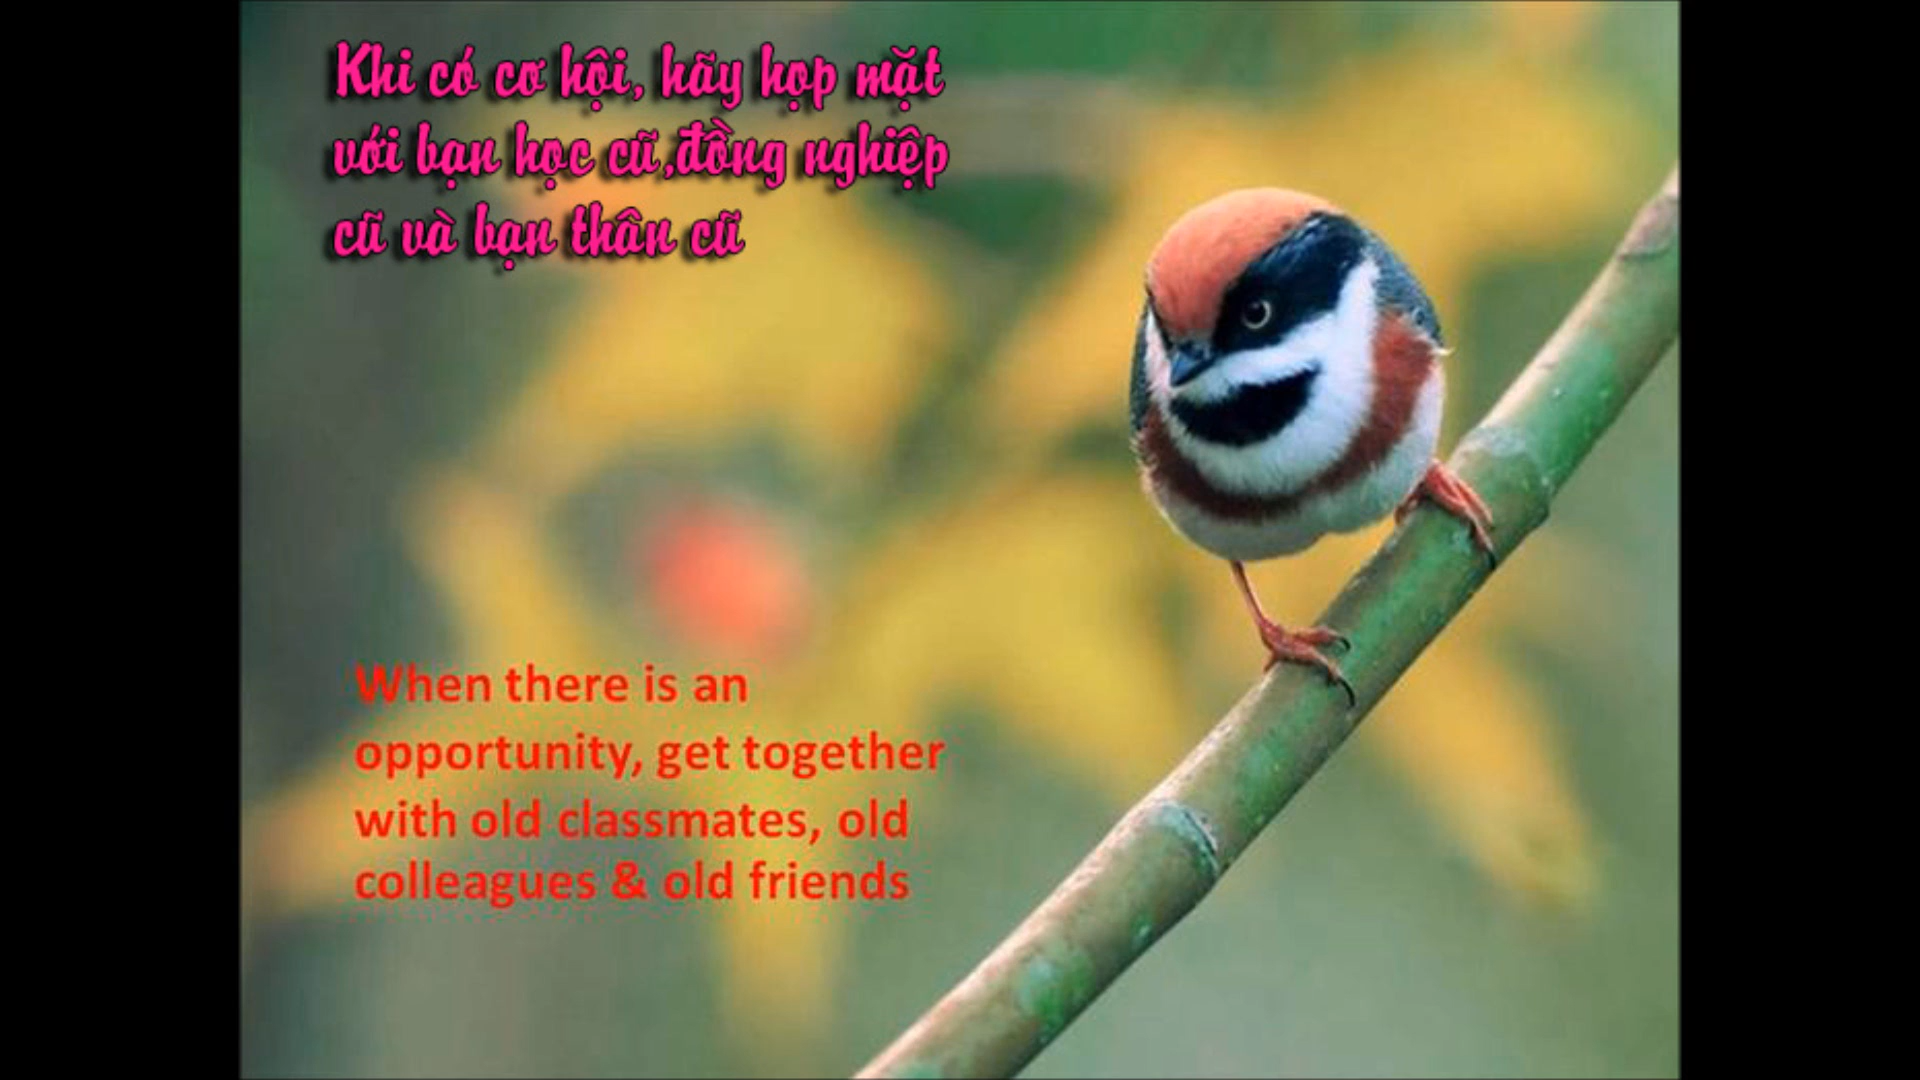 Khi có cơ hội, hãy họp mặt
với bạn học cũ,đồng nghiệp
cũ và bạn thân cũ
When there is an
opportunity, get together
with old classmates, old
colleagues & old friends